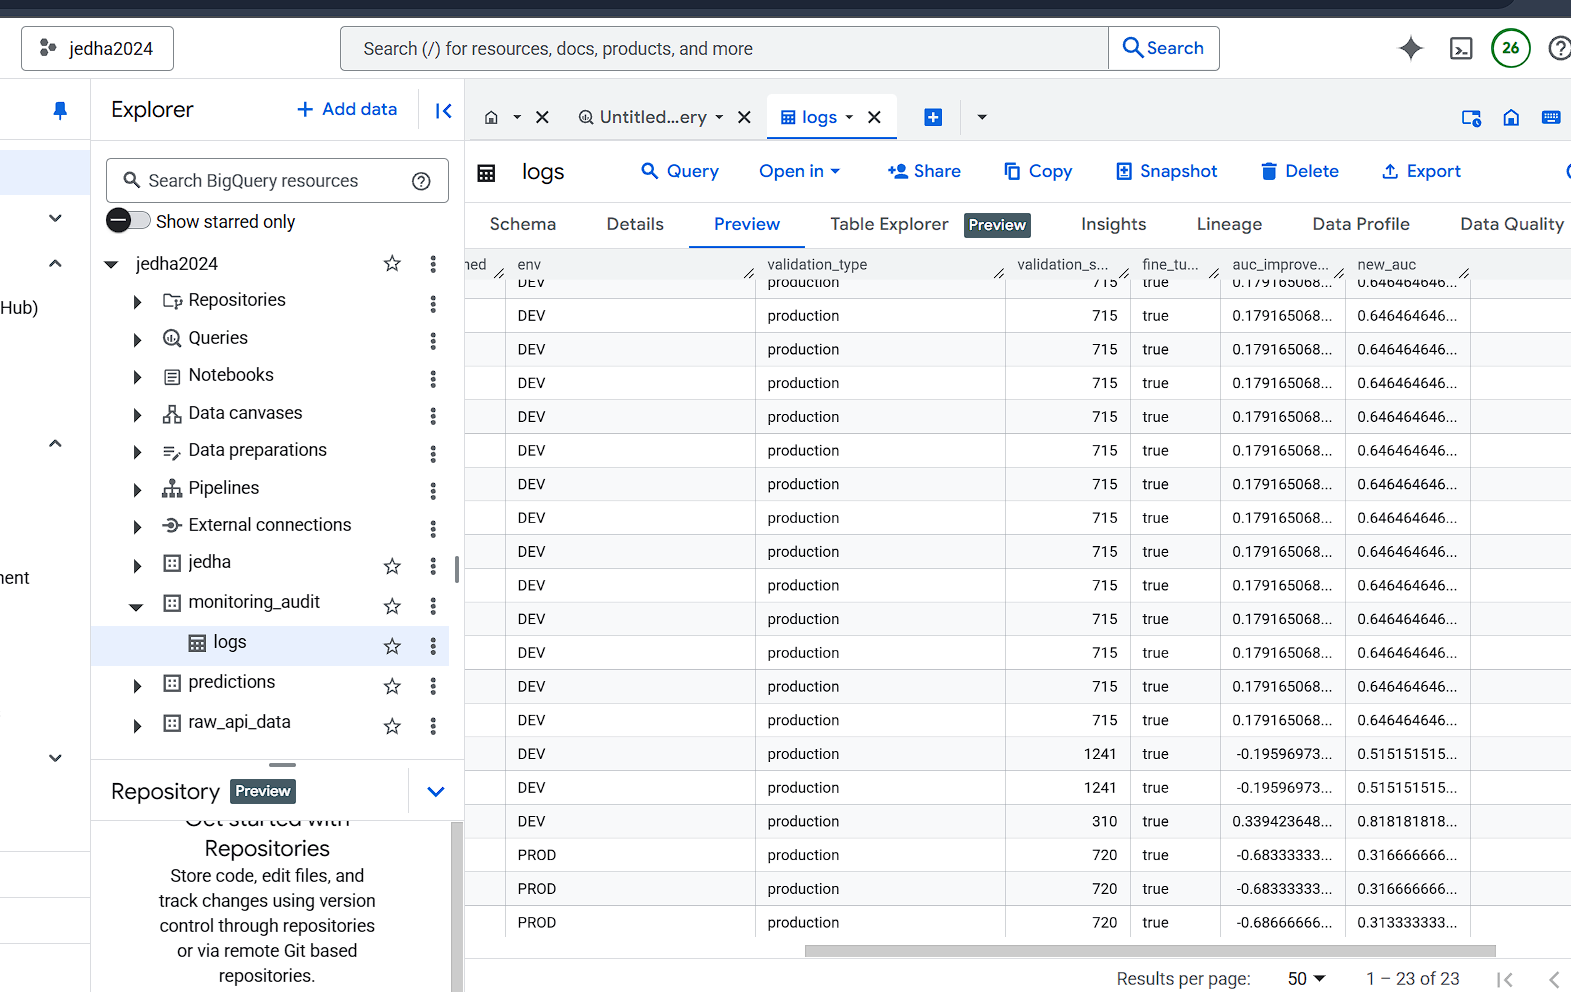 jedha2024
Search (/) for resources, docs, products, and more
Search
26
Explorer
Add data
Untitled...ery
logs
Search BigQuery resources
Show starred only
Hub)
nent
jedha2024
Repositories
Queries
Notebooks
Data canvases
Data preparations
Pipelines
External connections
jedha
monitoring_audit
logs
predictions
raw_api_data
Repository Preview
Get started with
Repositories
Store code, edit files, and
track changes using version
control through repositories
or via remote Git based
repositories.
logs
Query
Open in
Share
Copy
Snapshot
Delete
Export
Schema
Details
Preview
Table Explorer Preview
Insights
Lineage
Data Profile
Data Quality
ned env validation_type validation_s... fine_tu... auc_improve... new_auc
DEV production 715 true 0.179165068... 0.646464646...
DEV production 715 true 0.179165068... 0.646464646...
DEV production 715 true 0.179165068... 0.646464646...
DEV production 715 true 0.179165068... 0.646464646...
DEV production 715 true 0.179165068... 0.646464646...
DEV production 715 true 0.179165068... 0.646464646...
DEV production 715 true 0.179165068... 0.646464646...
DEV production 715 true 0.179165068... 0.646464646...
DEV production 715 true 0.179165068... 0.646464646...
DEV production 715 true 0.179165068... 0.646464646...
DEV production 715 true 0.179165068... 0.646464646...
DEV production 715 true 0.179165068... 0.646464646...
DEV production 715 true 0.179165068... 0.646464646...
DEV production 715 true 0.179165068... 0.646464646...
DEV production 1241 true -0.19596973... 0.515151515...
DEV production 1241 true -0.19596973... 0.515151515...
DEV production 310 true 0.339423648... 0.818181818...
PROD production 720 true -0.68333333... 0.316666666...
PROD production 720 true -0.68333333... 0.316666666...
PROD production 720 true -0.68666666... 0.313333333...
Results per page: 50 1 – 23 of 23